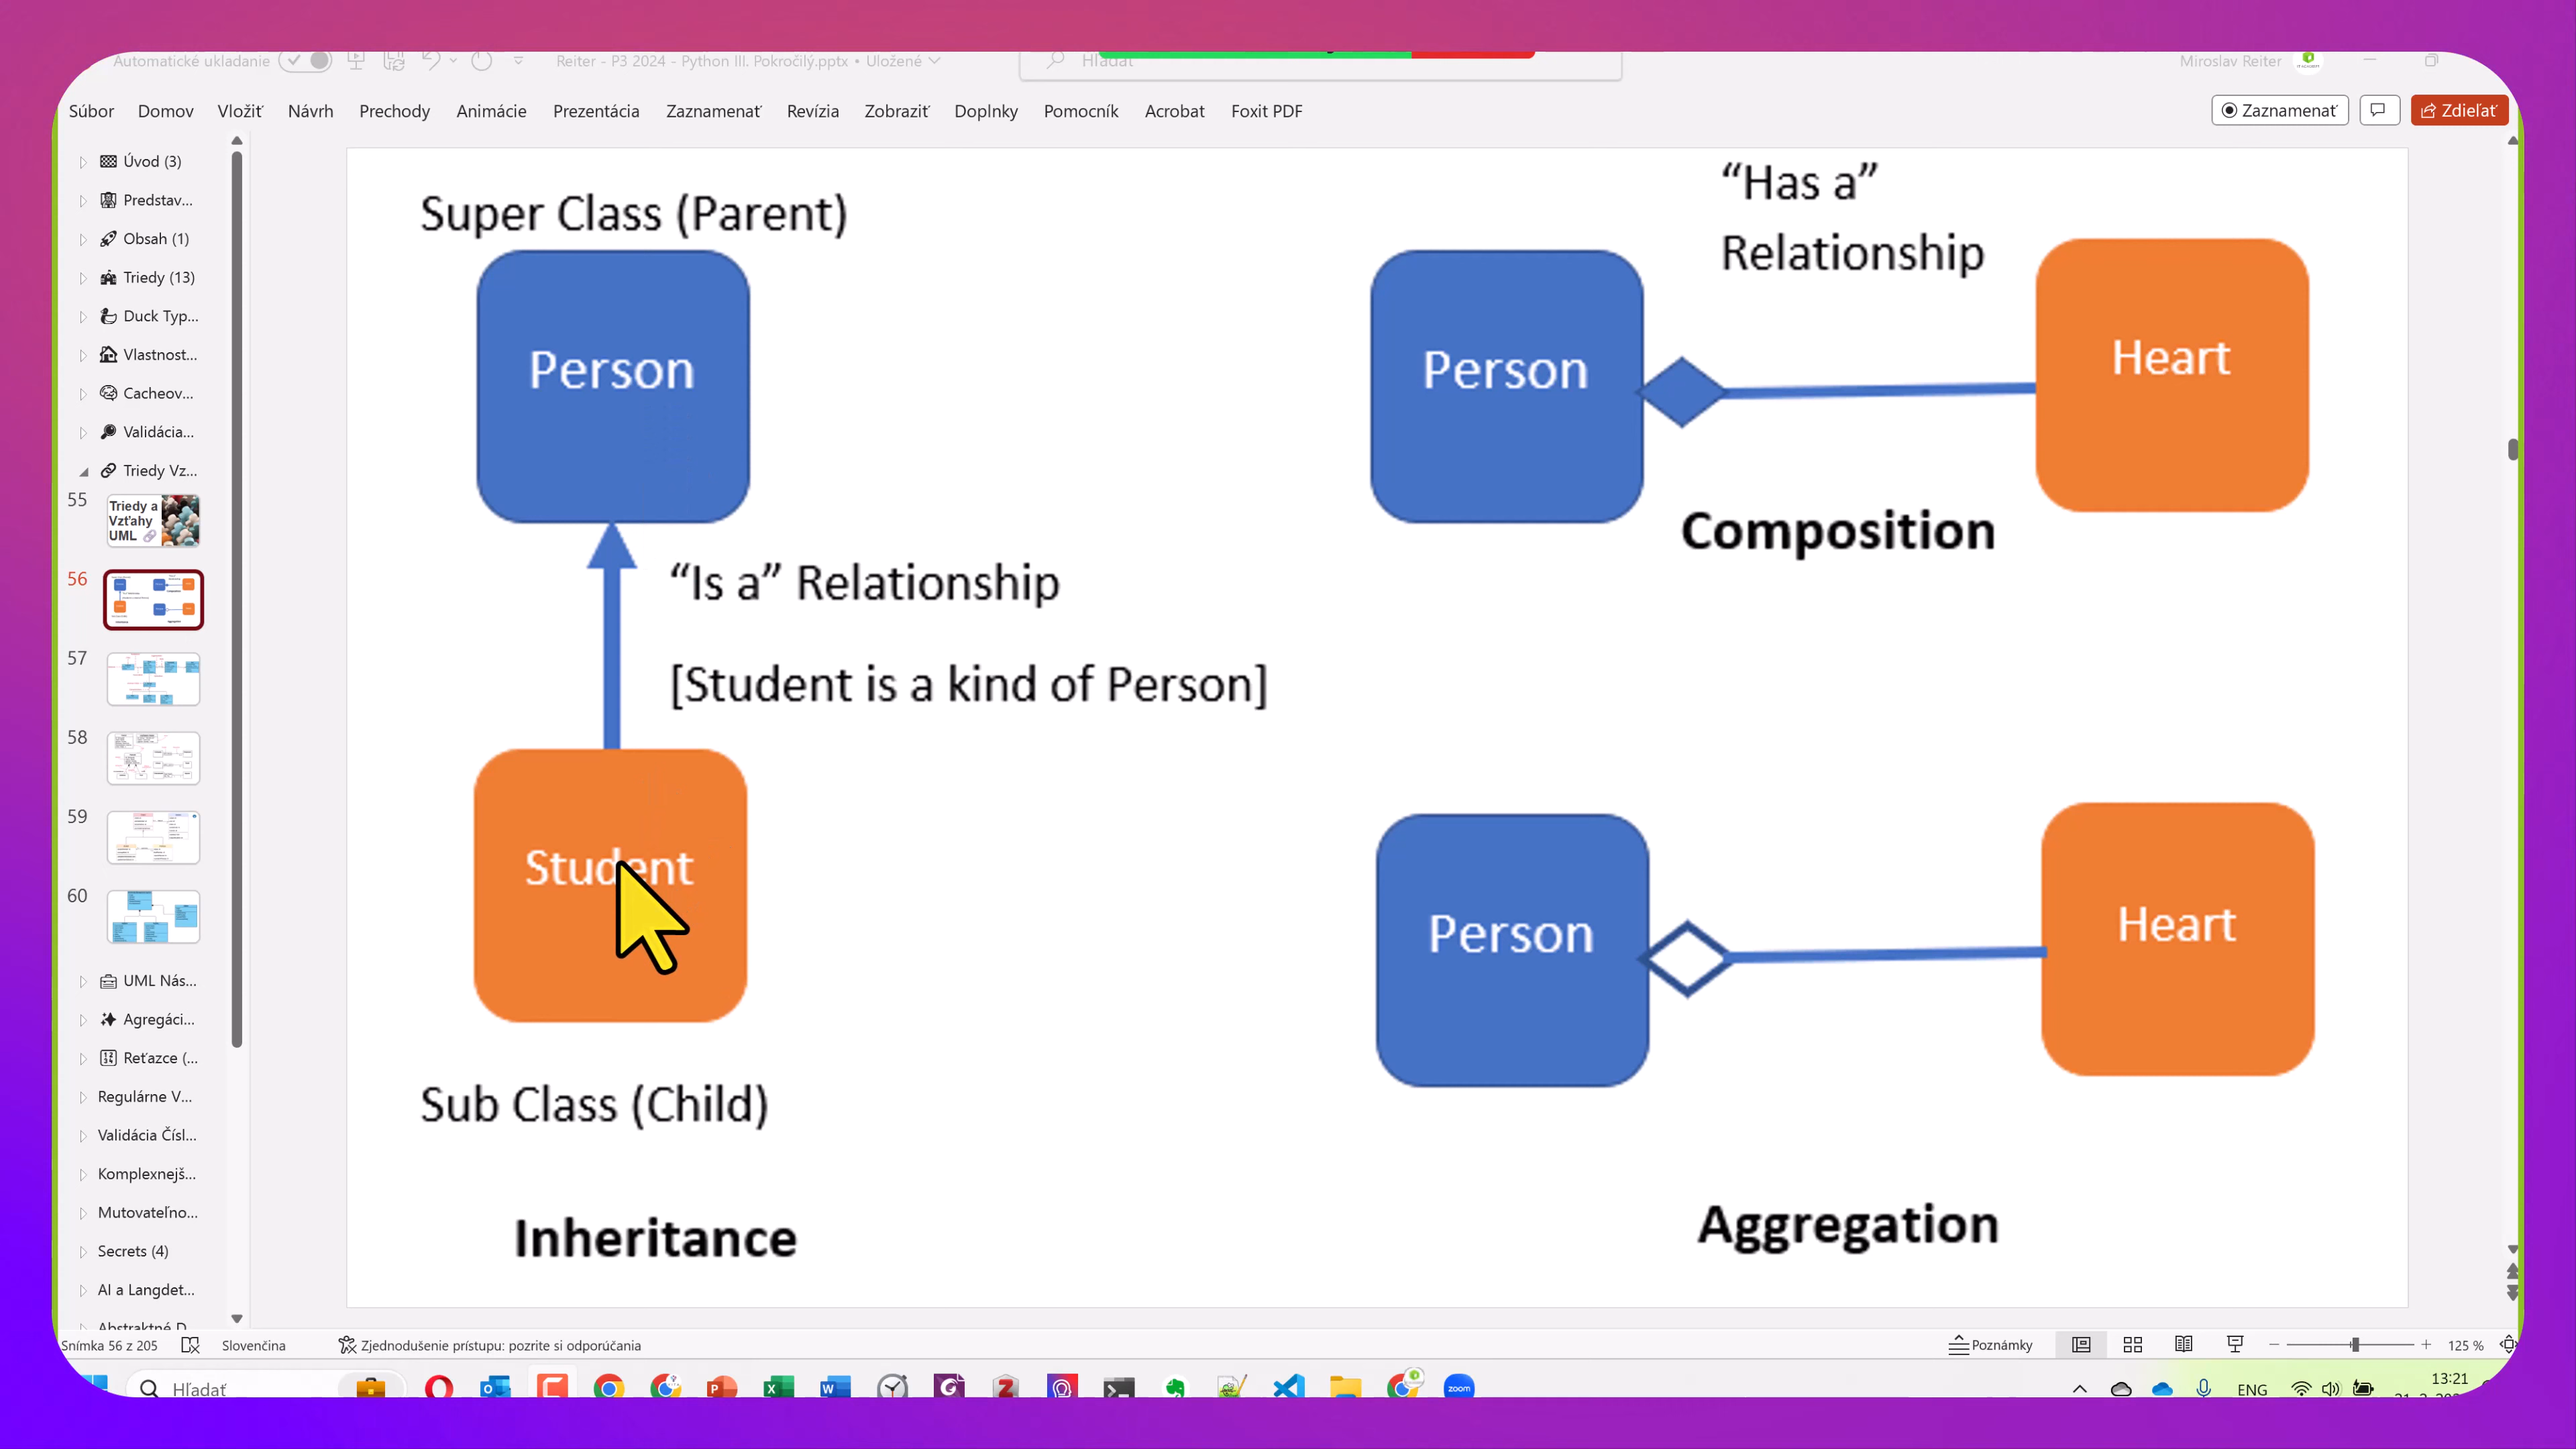 Automatické ukladanie
Reiter - P3 2024 - Python III. Pokročilý.pptx • Uložené
Hľadať
Miroslav Reiter
Súbor Domov Vložiť Návrh Prechody Animácie Prezentácia Zaznamenať Revízia Zobraziť Doplnky Pomocník Acrobat Foxit PDF
Zaznamenať
Zdieľať
Úvod (3)
Predstav...
Obsah (1)
Triedy (13)
Duck Typ...
Vlastnost...
Cacheov...
Validácia...
Triedy Vz...
55
Triedy a
Vzťahy
UML
56
57
58
59
60
UML Nás...
Agregáci...
Reťazce (...
Regulárne V...
Validácia Čísl...
Komplexnejš...
Mutovateľno...
Secrets (4)
AI a Langdet...
Abstraktné D...
Super Class (Parent)
Person
"Is a" Relationship
[Student is a kind of Person]
Student
Sub Class (Child)
Inheritance
"Has a"
Relationship
Person
Heart
Composition
Person
Heart
Aggregation
Snímka 56 z 205
Slovenčina
Zjednodušenie prístupu: pozrite si odporúčania
Poznámky
125 %
Hľadať
zoom
ENG
13:21